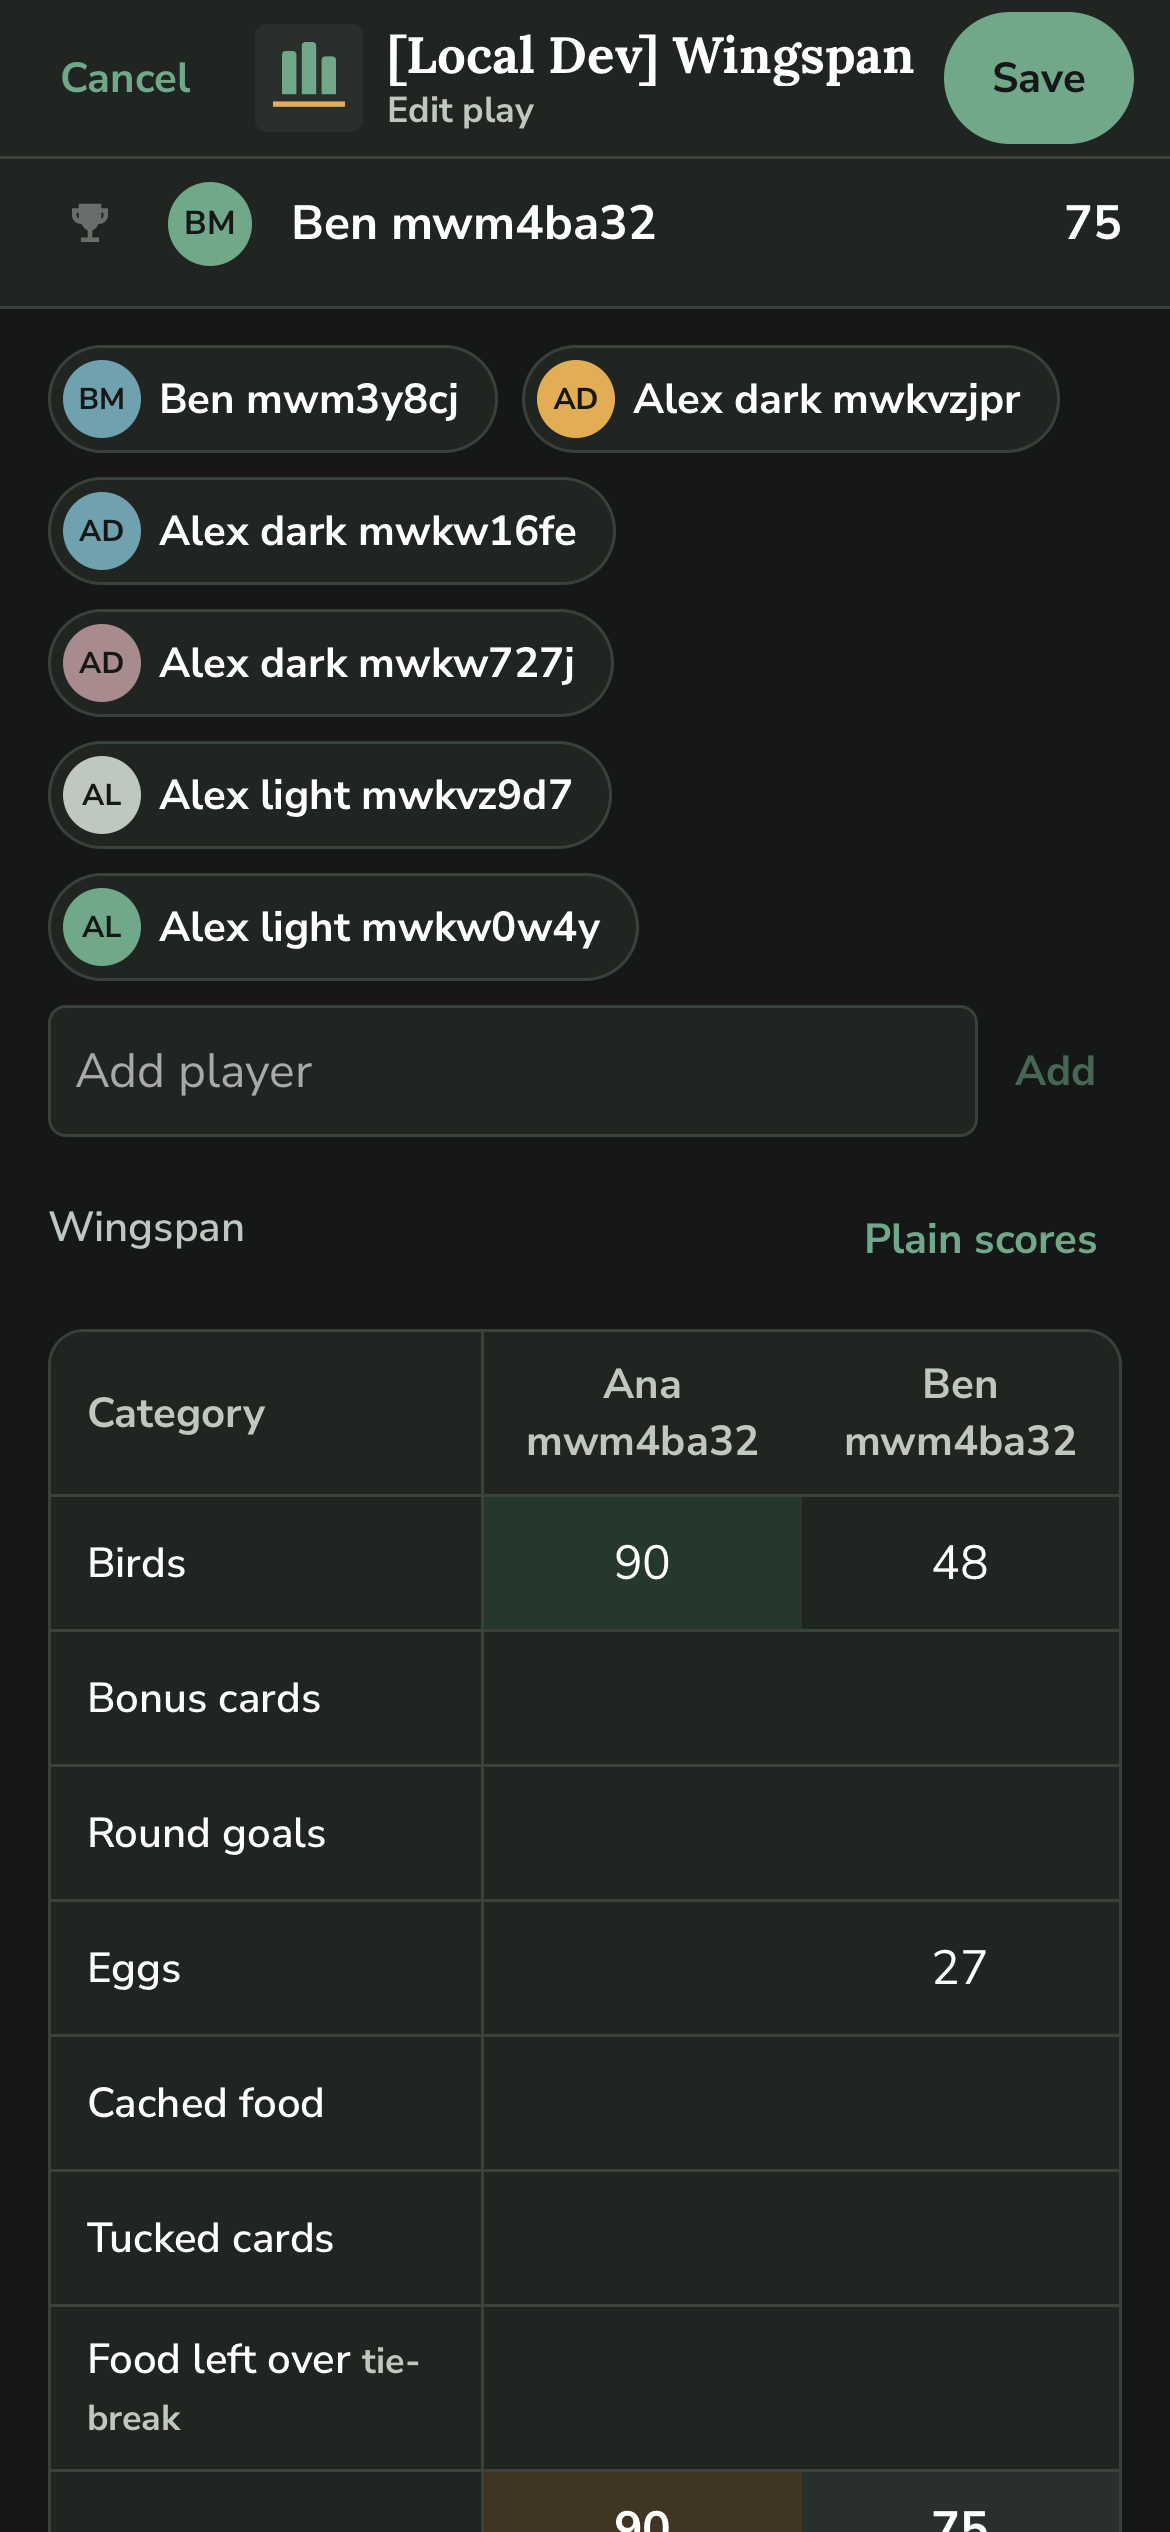 Cancel
[Local Dev] Wingspan
Edit play
Save
BM
Ben mwm4ba32
75
BM
Ben mwm3y8cj
AD
Alex dark mwkvzjpr
AD
Alex dark mwkw16fe
AD
Alex dark mwkw727j
AL
Alex light mwkvz9d7
AL
Alex light mwkw0w4y
Add player
Add
Wingspan
Plain scores
Category
Ana
mwm4ba32
Ben
mwm4ba32
Birds
90
48
Bonus cards
Round goals
Eggs
27
Cached food
Tucked cards
Food left over tie-
break
90
75